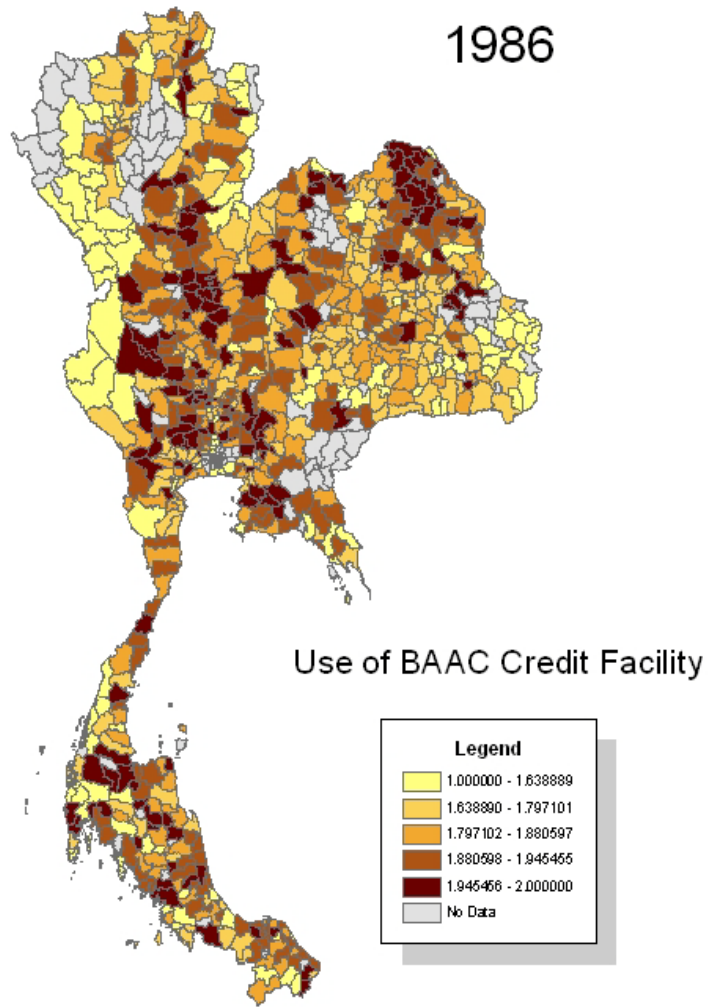 1986
Use of BAAC Credit Facility
Legend
1.000000 - 1.638889
1.638890 - 1.797101
1.797102 - 1.880597
1.880598 - 1.945455
1.945456 - 2.000000
No Data